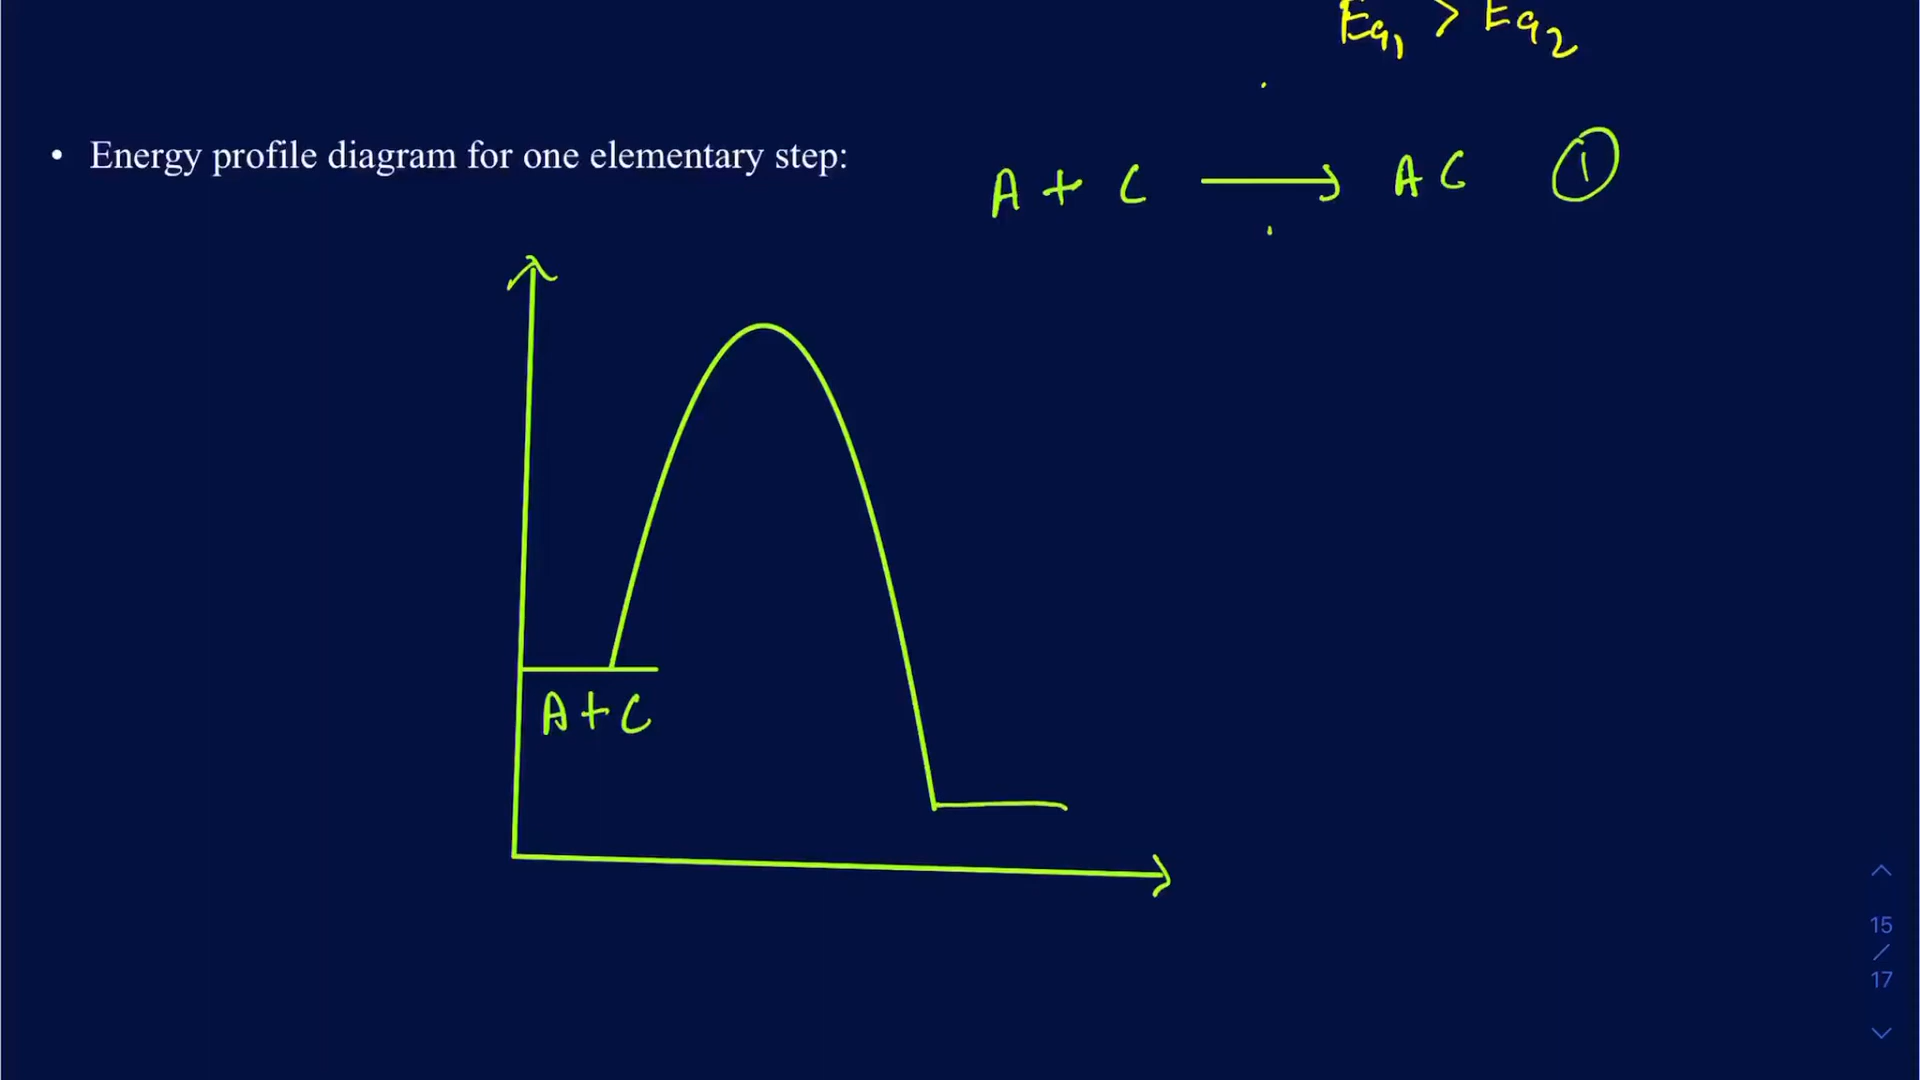 Ea₁ > Ea₂
• Energy profile diagram for one elementary step:
A + C ⟶ AC ①
A+C
15
/
17